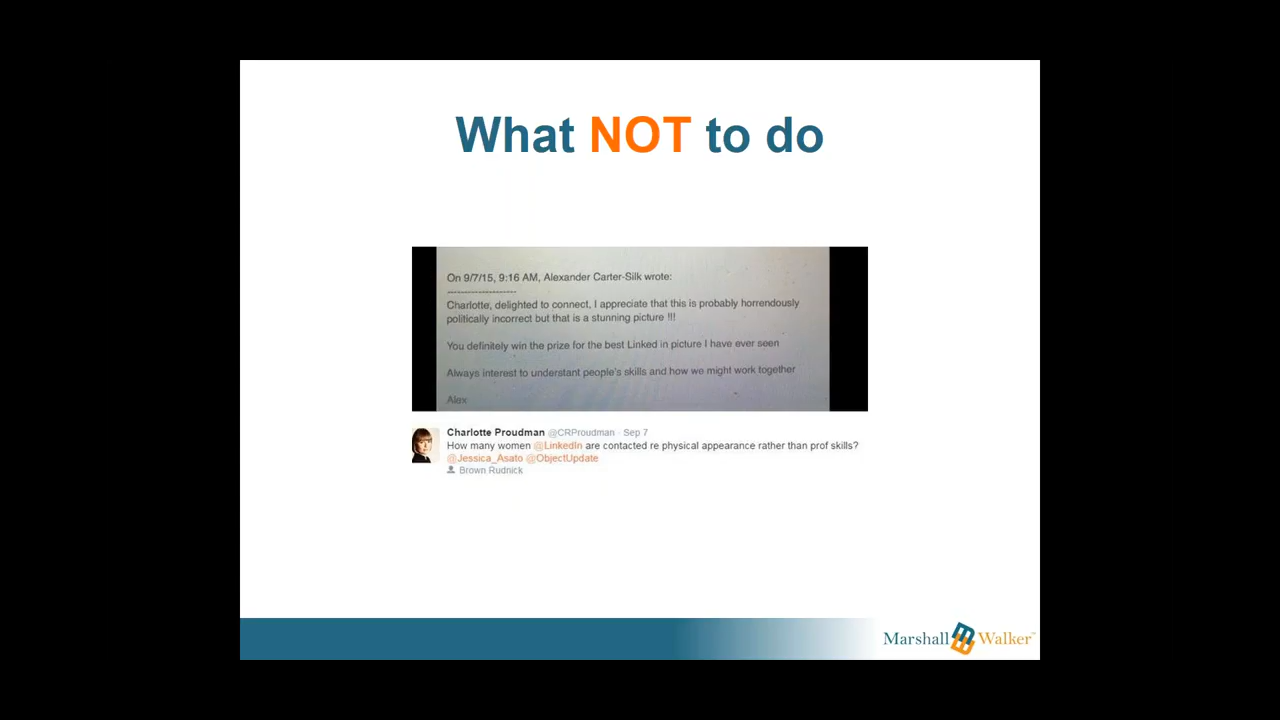 What NOT to do
On 9/7/15, 9:16 AM, Alexander Carter-Silk wrote:
--------------------
Charlotte, delighted to connect, I appreciate that this is probably horrendously
politically incorrect but that is a stunning picture !!!
You definitely win the prize for the best Linked in picture I have ever seen
Always interest to understant people's skills and how we might work together
Alex
Charlotte Proudman @CRProudman · Sep 7
How many women @LinkedIn are contacted re physical appearance rather than prof skills?
@Jessica_Asato @ObjectUpdate
Brown Rudnick
Marshall Walker™